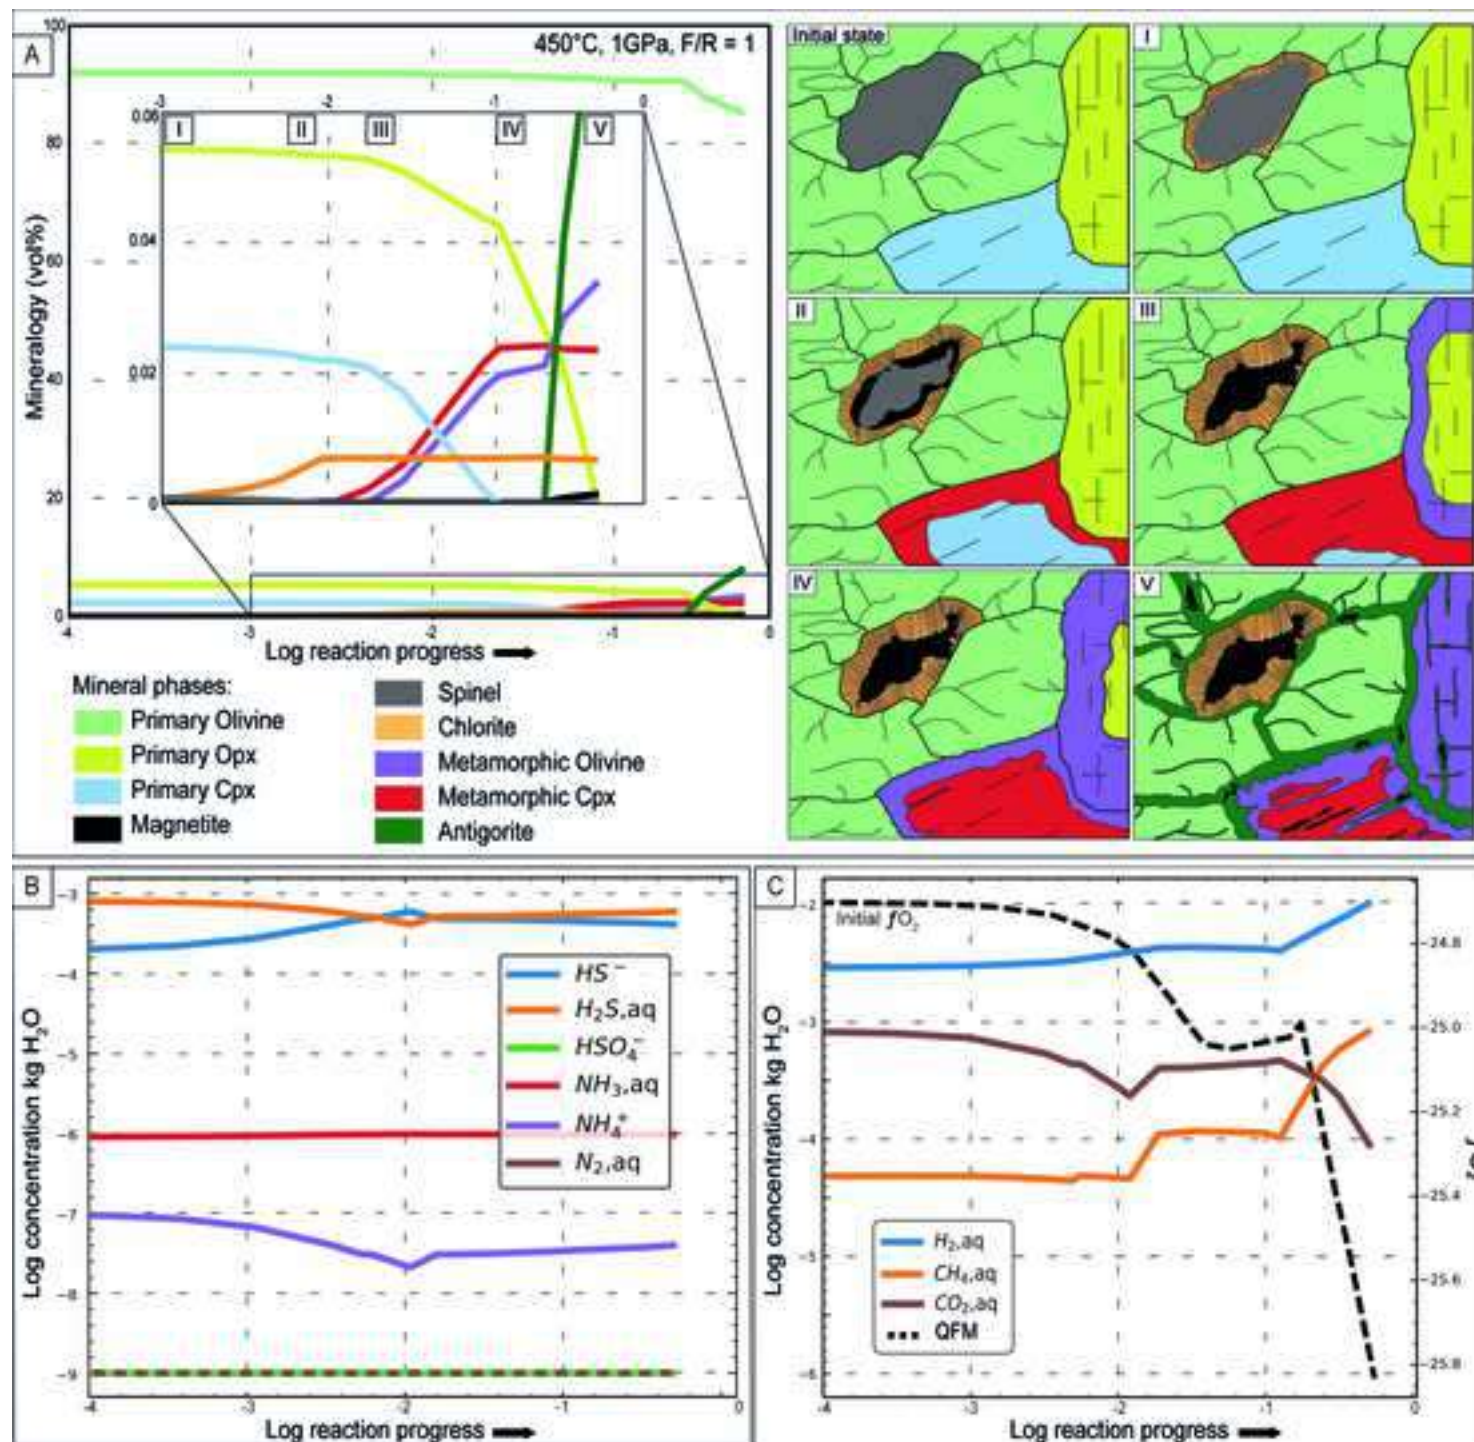 A
450°C, 1GPa, F/R = 1
100
80
60
40
20
0
Mineralogy (vol%)
-3 -2 -1 0
0.06
0.04
0.02
0
I II III IV V
-4 -3 -2 -1 0
Log reaction progress
Mineral phases:
Primary Olivine
Primary Opx
Primary Cpx
Magnetite
Spinel
Chlorite
Metamorphic Olivine
Metamorphic Cpx
Antigorite
Initial state
I
II
III
IV
V
B
-3
-4
-5
-6
-7
-8
-9
Log concentration kg H₂O
HS⁻
H₂S,aq
HSO₄⁻
NH₃,aq
NH₄⁺
N₂,aq
-4 -3 -2 -1 0
Log reaction progress
C
-2
-3
-4
-5
-6
Log concentration kg H₂O
Initial fO₂
-24.8
-25.0
-25.2
-25.4
-25.6
-25.8
H₂,aq
CH₄,aq
CO₂,aq
QFM
-4 -3 -2 -1 0
Log reaction progress